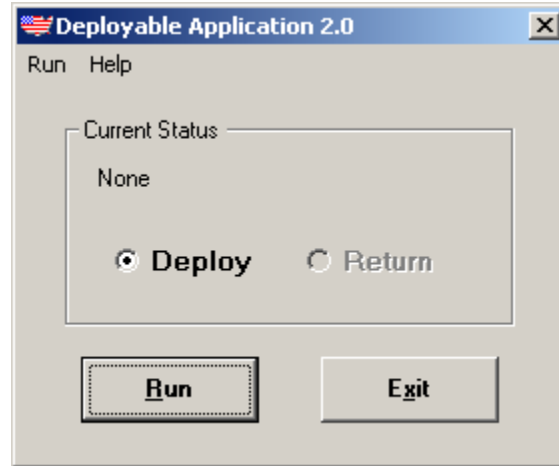 Deployable Application 2.0
Run Help
Current Status
None
Deploy Return
Run Exit